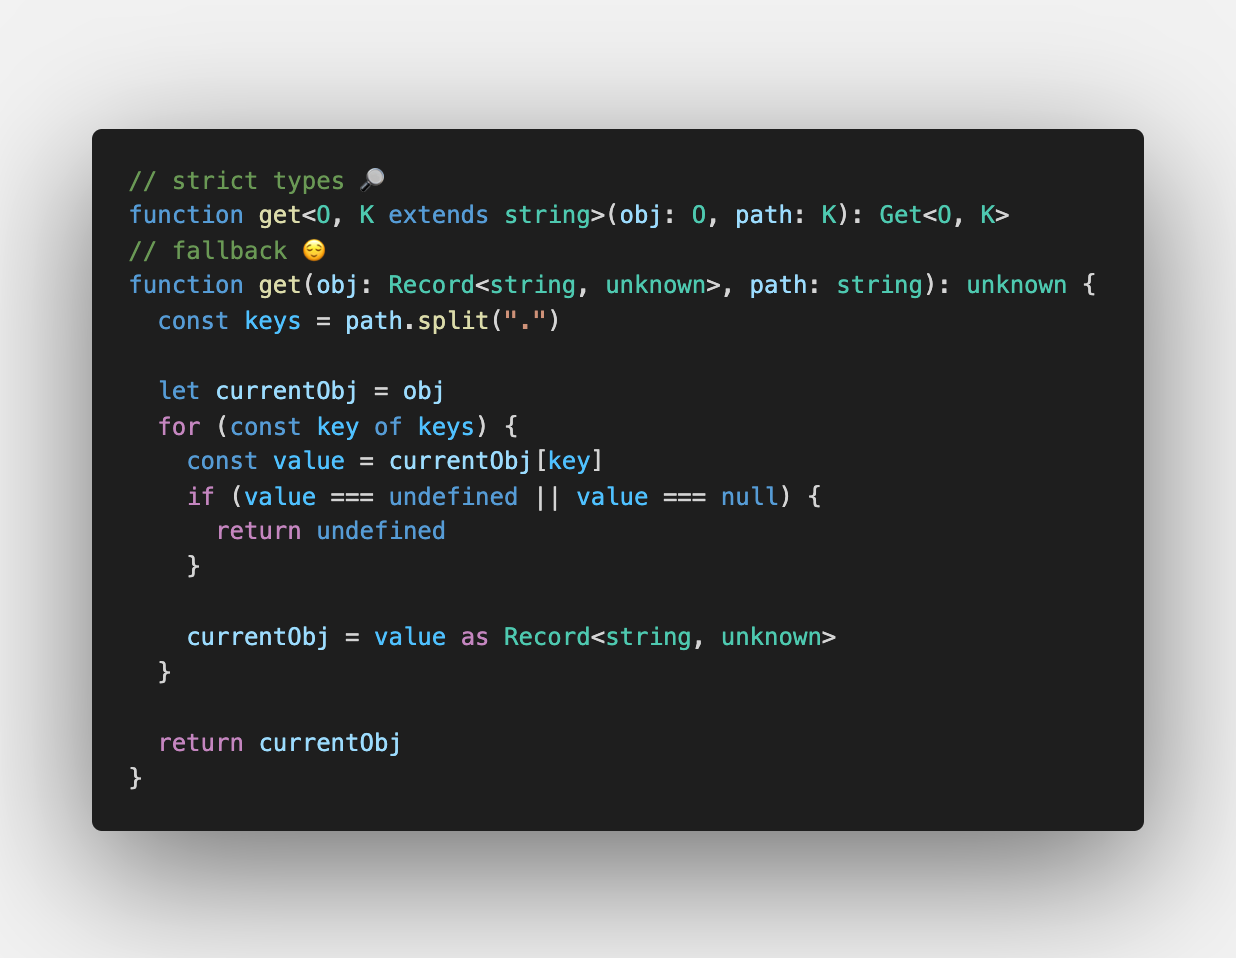 // strict types 🔎
function get<O, K extends string>(obj: O, path: K): Get<O, K>
// fallback 😌
function get(obj: Record<string, unknown>, path: string): unknown {
  const keys = path.split(".")

  let currentObj = obj
  for (const key of keys) {
    const value = currentObj[key]
    if (value === undefined || value === null) {
      return undefined
    }

    currentObj = value as Record<string, unknown>
  }

  return currentObj
}